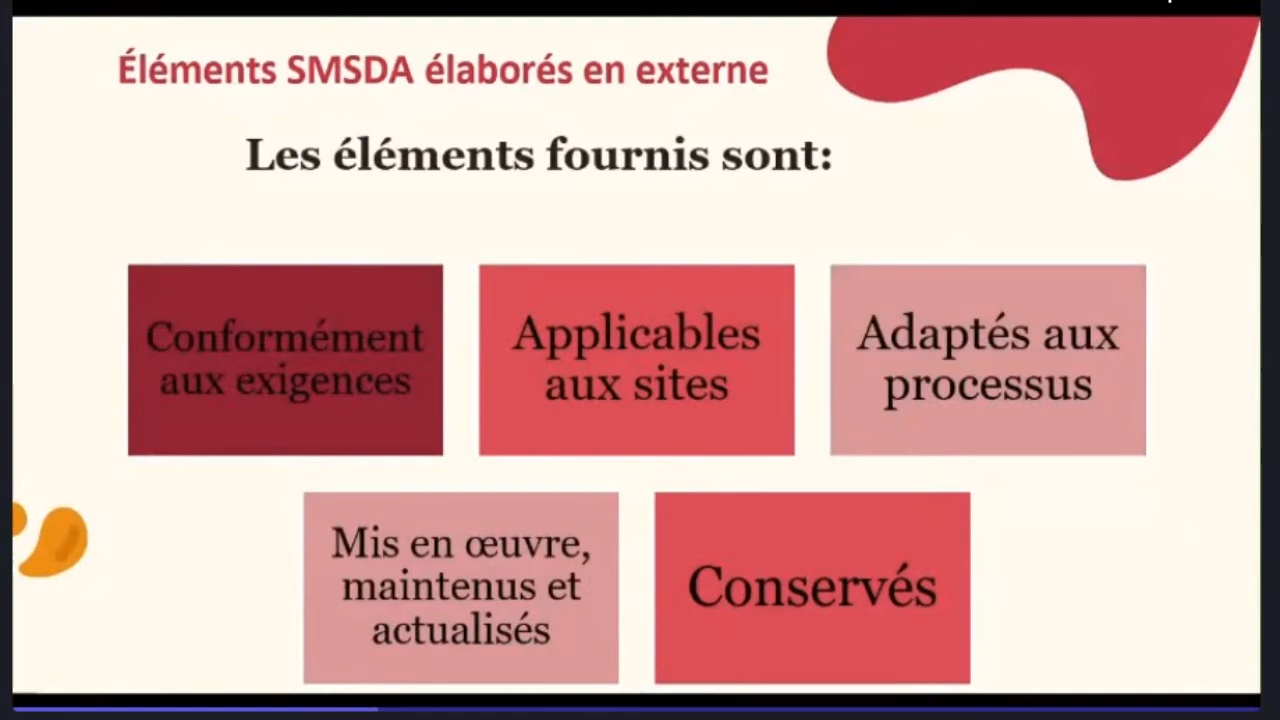 Éléments SMSDA élaborés en externe
Les éléments fournis sont:
Conformément
aux exigences
Applicables
aux sites
Adaptés aux
processus
Mis en œuvre,
maintenus et
actualisés
Conservés